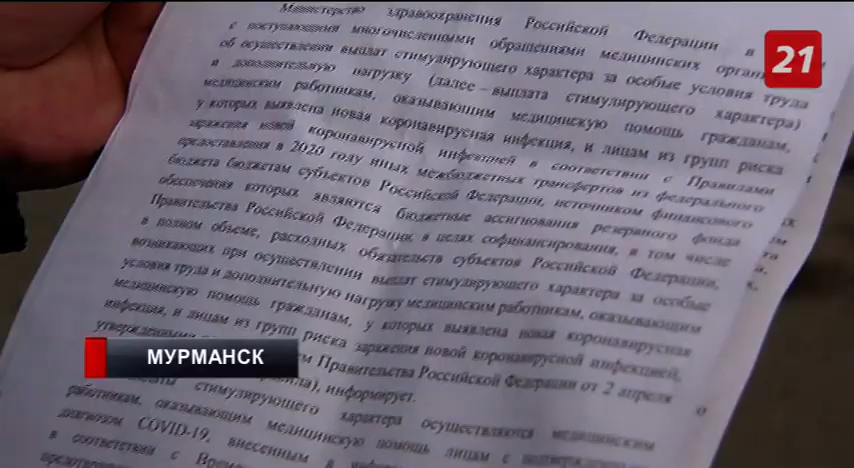 Министерство здравоохранения Российской Федерации в
с поступающими многочисленными обращениями медицинских
об осуществлении выплат стимулирующего характера за особые условия труда
и дополнительную нагрузку (далее – выплата стимулирующего характера)
медицинским работникам, оказывающим медицинскую помощь гражданам,
у которых выявлена новая коронавирусная инфекция, и лицам из групп риска
заражения новой коронавирусной инфекцией в соответствии с Правилами
предоставления в 2020 году иных межбюджетных трансфертов из федерального
бюджета бюджетам субъектов Российской Федерации, источником финансового
обеспечения которых являются бюджетные ассигнования резервного фонда
Правительства Российской Федерации, в целях софинансирования, в том числе
в полном объеме, расходных обязательств субъектов Российской Федерации,
возникающих при осуществлении выплат стимулирующего характера за особые
условия труда и дополнительную нагрузку медицинским работникам, оказывающим
медицинскую помощь гражданам, у которых выявлена новая коронавирусная
инфекция, и лицам из групп риска заражения новой коронавирусной инфекцией,
утвержденными Правительства Российской Федерации от 2 апреля
информирует.
стимулирующего характера осуществляются медицинским
работникам, оказывающим медицинскую помощь лицам с
диагнозом COVID-19, внесенным в
в соответствии с
21
МУРМАНСК